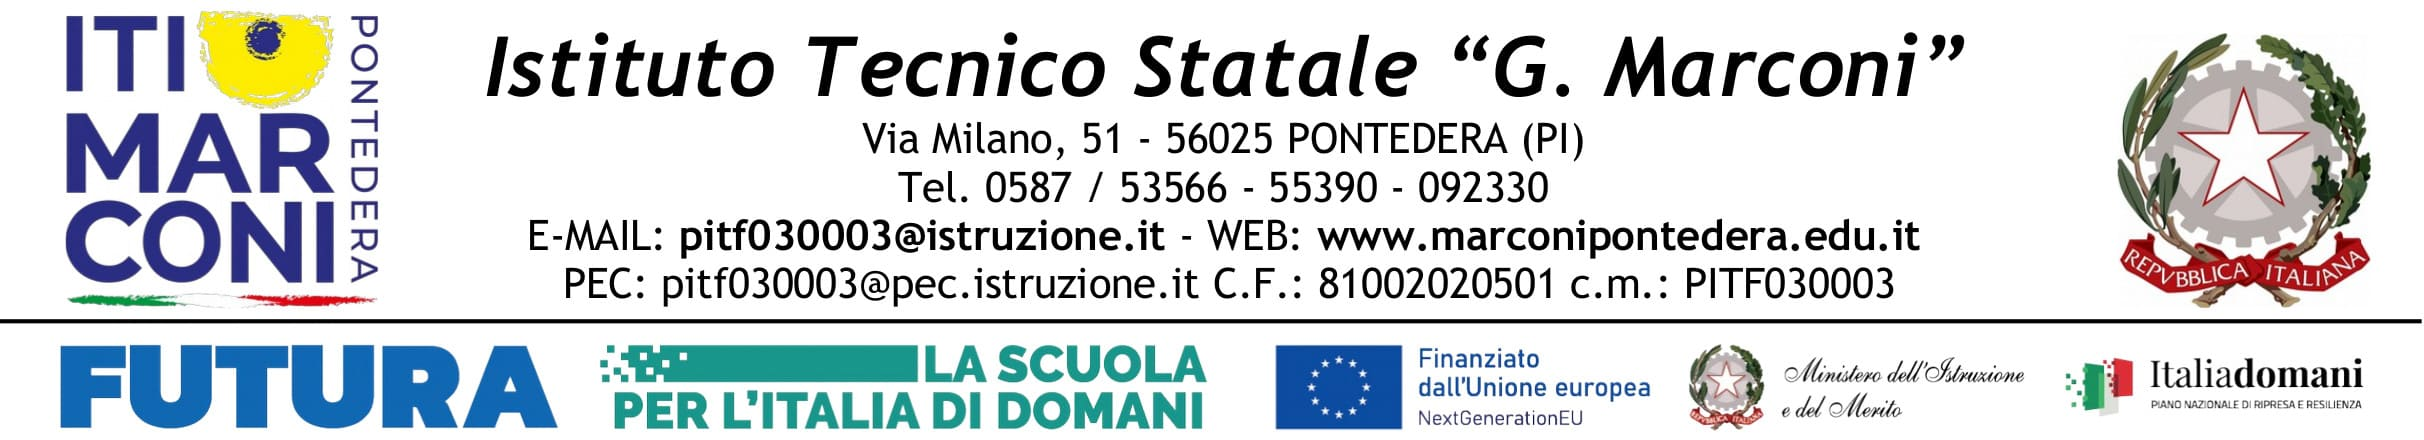 ITI
MAR
CONI
PONTEDERA
Istituto Tecnico Statale “G. Marconi”
Via Milano, 51 - 56025 PONTEDERA (PI)
Tel. 0587 / 53566 - 55390 - 092330
E-MAIL: pitf030003@istruzione.it - WEB: www.marconipontedera.edu.it
PEC: pitf030003@pec.istruzione.it C.F.: 81002020501 c.m.: PITF030003
REPVBBLICA ITALIANA
FUTURA
LA SCUOLA
PER L'ITALIA DI DOMANI
Finanziato
dall'Unione europea
NextGenerationEU
REPVBBLICA ITALIANA
Ministero dell'Istruzione
e del Merito
Italiadomani
PIANO NAZIONALE DI RIPRESA E RESILIENZA